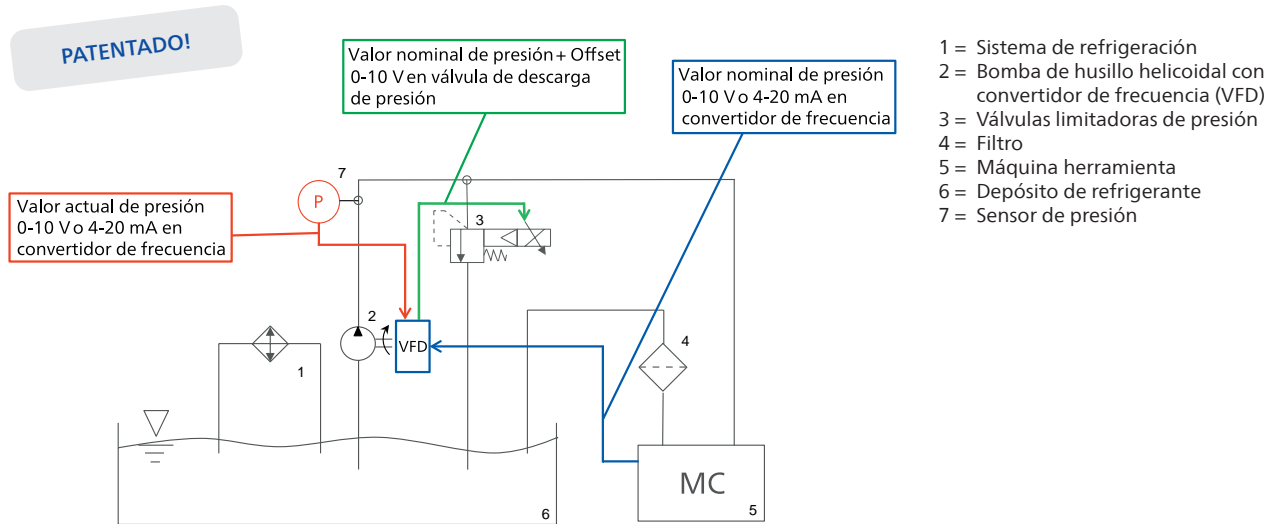 PATENTADO!
Valor nominal de presión + Offset
0-10 V en válvula de descarga
de presión
Valor nominal de presión
0-10 V o 4-20 mA en
convertidor de frecuencia
1 = Sistema de refrigeración
2 = Bomba de husillo helicoidal con
convertidor de frecuencia (VFD)
3 = Válvulas limitadoras de presión
4 = Filtro
5 = Máquina herramienta
6 = Depósito de refrigerante
7 = Sensor de presión
Valor actual de presión
0-10 V o 4-20 mA en
convertidor de frecuencia
7
P
3
2
VFD
1
4
MC
5
6